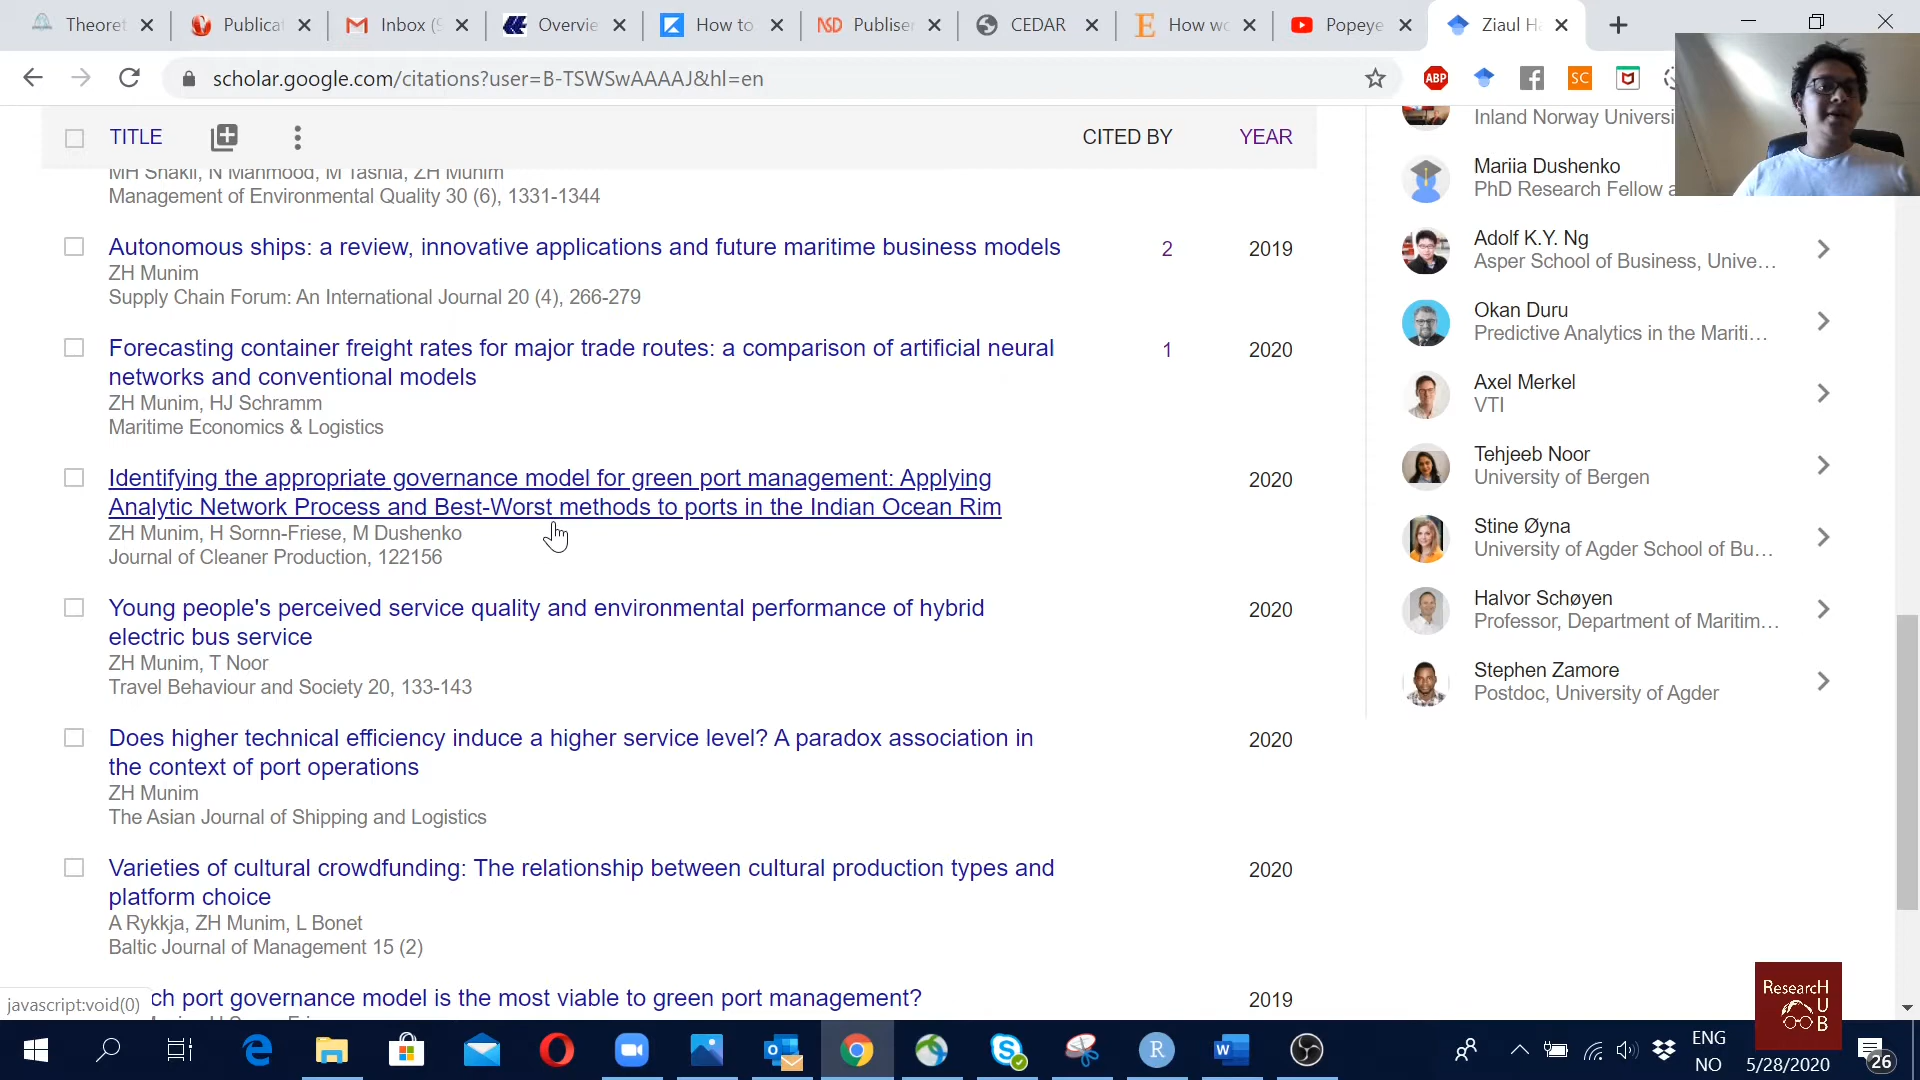 Theoret
Publicat
Inbox (9
Overvie
How to
NSD Publiser
CEDAR
E How wo
Popeye
Ziaul Ha
scholar.google.com/citations?user=B-TSWSwAAAAJ&hl=en
ABP
SC
TITLE
CITED BY
YEAR
MH Shakil, N Mahmood, M Tasnia, ZH Munim
Management of Environmental Quality 30 (6), 1331-1344
Autonomous ships: a review, innovative applications and future maritime business models
2
2019
ZH Munim
Supply Chain Forum: An International Journal 20 (4), 266-279
Forecasting container freight rates for major trade routes: a comparison of artificial neural
networks and conventional models
1
2020
ZH Munim, HJ Schramm
Maritime Economics & Logistics
Identifying the appropriate governance model for green port management: Applying
Analytic Network Process and Best-Worst methods to ports in the Indian Ocean Rim
2020
ZH Munim, H Sornn-Friese, M Dushenko
Journal of Cleaner Production, 122156
Young people's perceived service quality and environmental performance of hybrid
electric bus service
2020
ZH Munim, T Noor
Travel Behaviour and Society 20, 133-143
Does higher technical efficiency induce a higher service level? A paradox association in
the context of port operations
2020
ZH Munim
The Asian Journal of Shipping and Logistics
Varieties of cultural crowdfunding: The relationship between cultural production types and
platform choice
2020
A Rykkja, ZH Munim, L Bonet
Baltic Journal of Management 15 (2)
ch port governance model is the most viable to green port management?
2019
javascript:void(0)
Inland Norway Universi
Mariia Dushenko
PhD Research Fellow a
Adolf K.Y. Ng
Asper School of Business, Unive...
Okan Duru
Predictive Analytics in the Mariti...
Axel Merkel
VTI
Tehjeeb Noor
University of Bergen
Stine Øyna
University of Agder School of Bu...
Halvor Schøyen
Professor, Department of Maritim...
Stephen Zamore
Postdoc, University of Agder
ResearcH
U
B
ENG
NO
5/28/2020
26